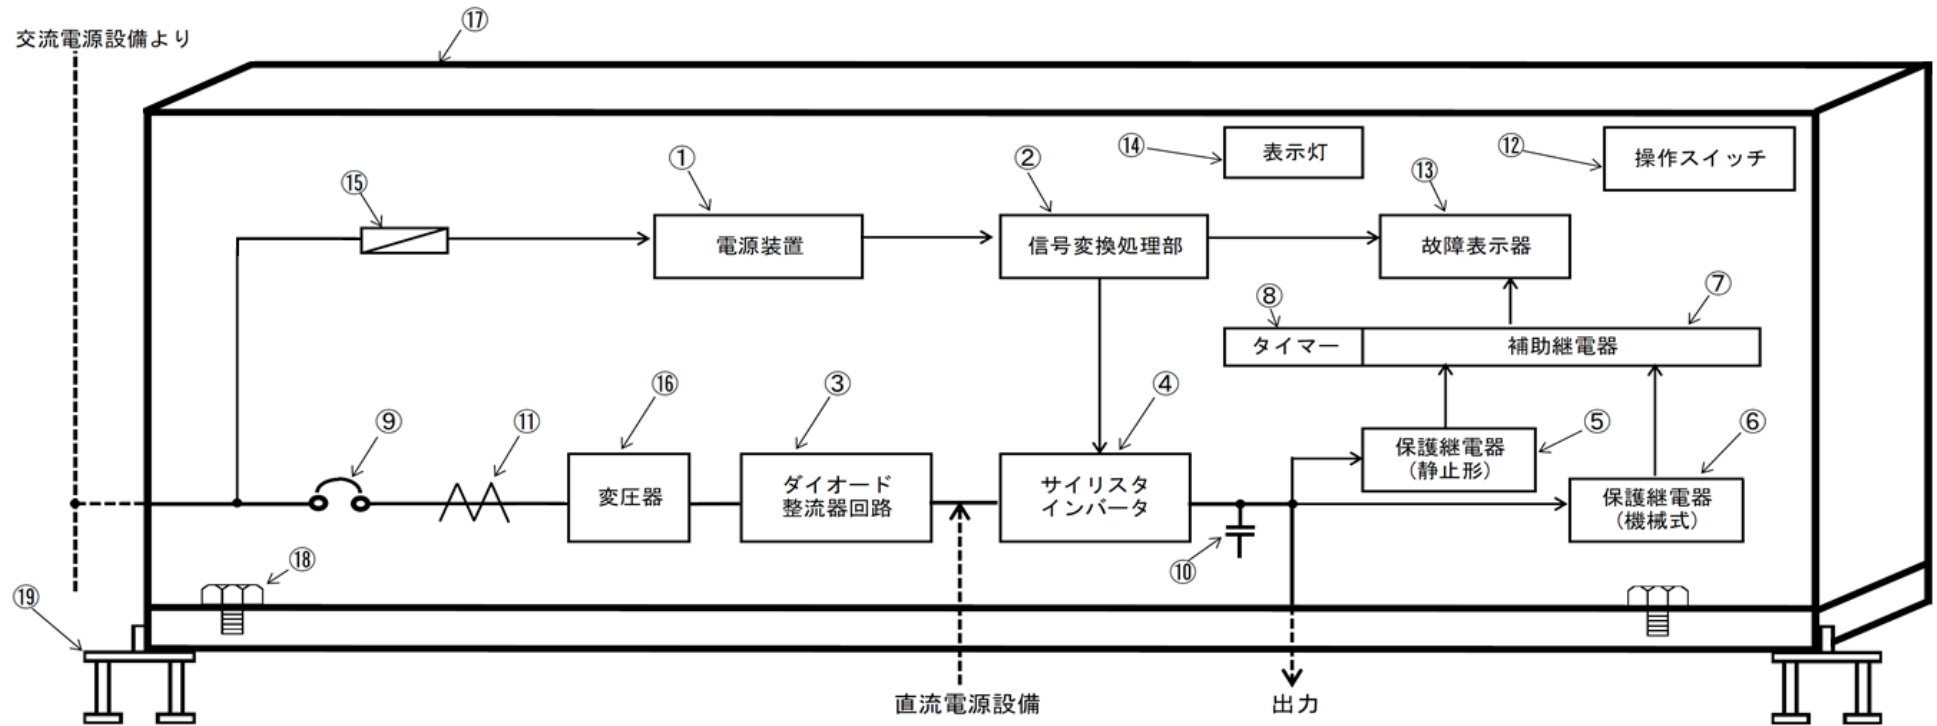 ⑰
交流電源設備より
⑭
表示灯
⑫
操作スイッチ
①
②
⑬
⑮
電源装置
信号変換処理部
故障表示器
⑧
⑦
タイマー
補助継電器
⑯
③
④
⑨
⑪
⑤
⑥
変圧器
ダイオード
整流器回路
サイリスタ
インバータ
保護継電器
(静止形)
保護継電器
(機械式)
⑩
⑱
⑲
直流電源設備
出力